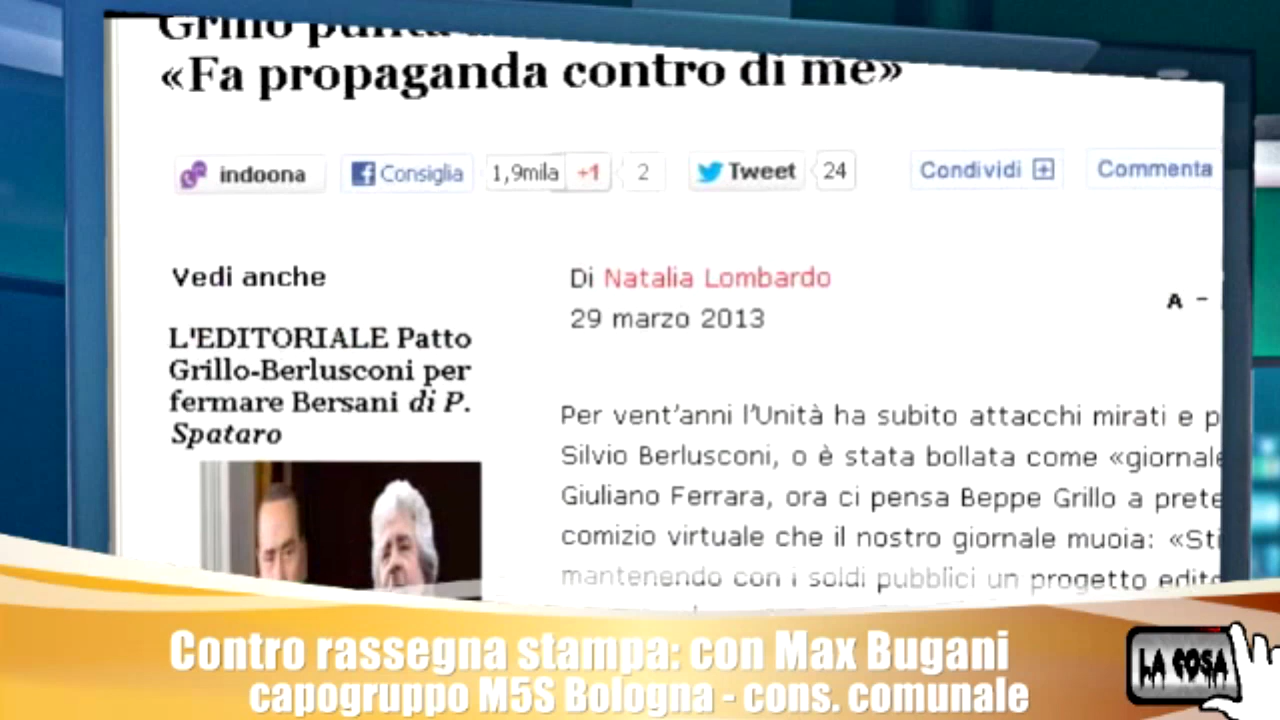 Grillo punta
«Fa propaganda contro di me»
indoona
Consiglia
1,9mila
+1
2
Tweet
24
Condividi
Commenta
Vedi anche
L'EDITORIALE Patto
Grillo-Berlusconi per
fermare Bersani di P.
Spataro
Di Natalia Lombardo
29 marzo 2013
A -
Per vent'anni l'Unità ha subito attacchi mirati e p
Silvio Berlusconi, o è stata bollata come «giornale
Giuliano Ferrara, ora ci pensa Beppe Grillo a prete
comizio virtuale che il nostro giornale muoia: «Sti
mantenendo con i soldi pubblici un progetto edito
Contro rassegna stampa: con Max Bugani
capogruppo M5S Bologna - cons. comunale
LA COSA